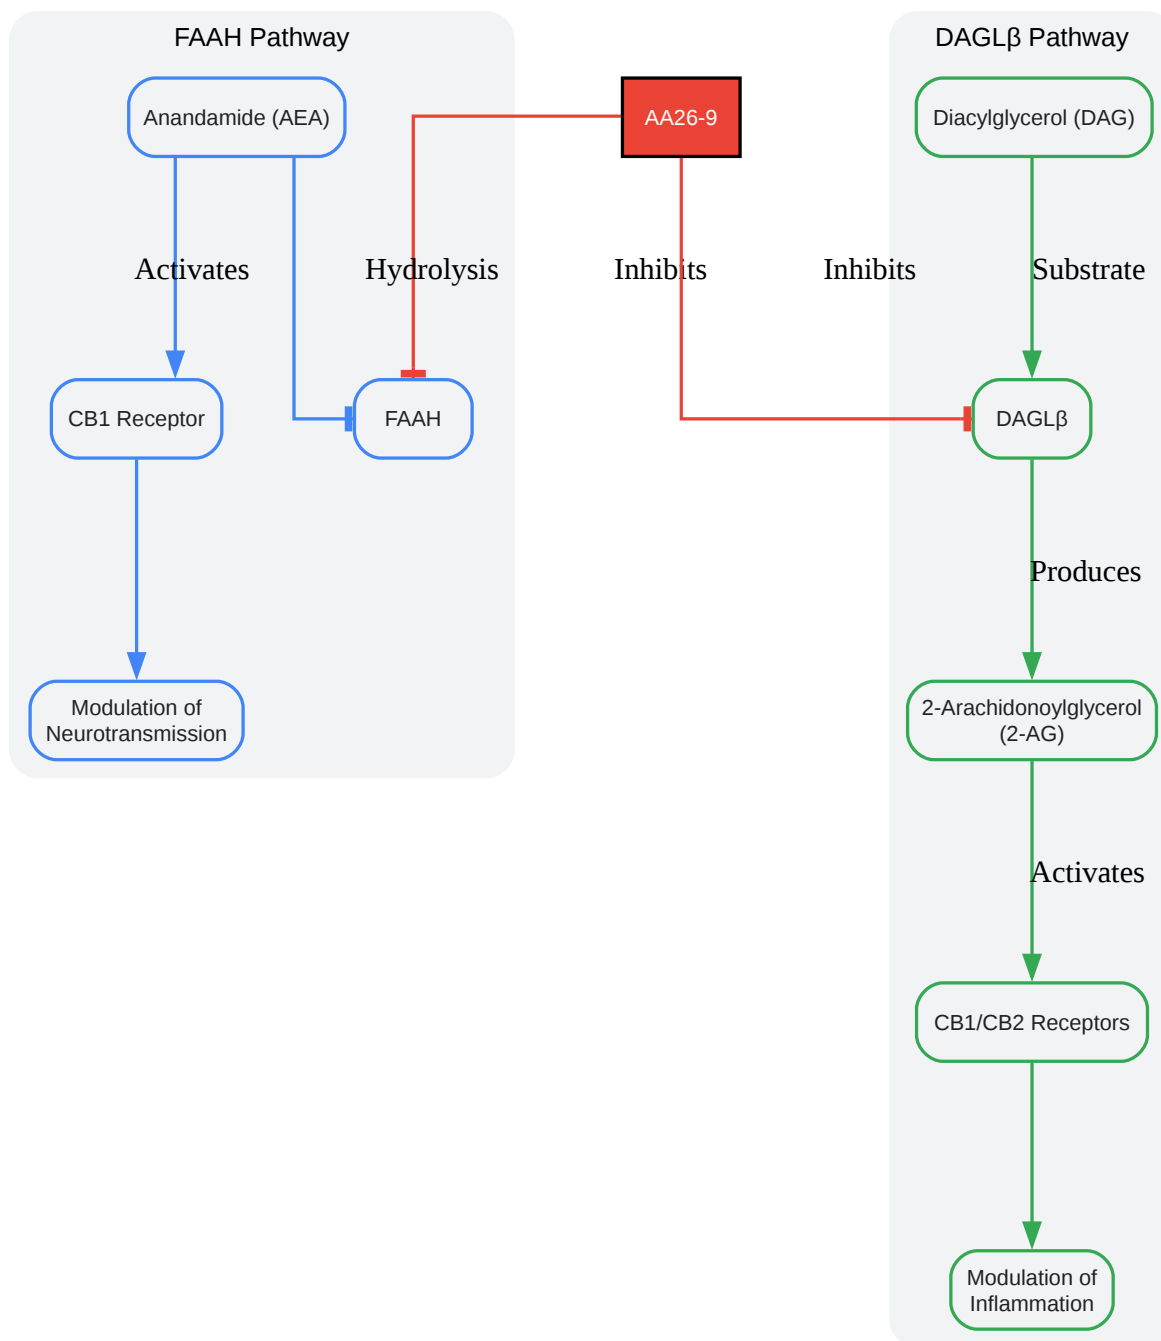 FAAH Pathway
DAGLβ Pathway
Anandamide (AEA)
AA26-9
Diacylglycerol (DAG)
Activates
Hydrolysis
Inhibits
Inhibits
Substrate
CB1 Receptor
FAAH
DAGLβ
Produces
Modulation of
Neurotransmission
2-Arachidonoylglycerol
(2-AG)
Activates
CB1/CB2 Receptors
Modulation of
Inflammation